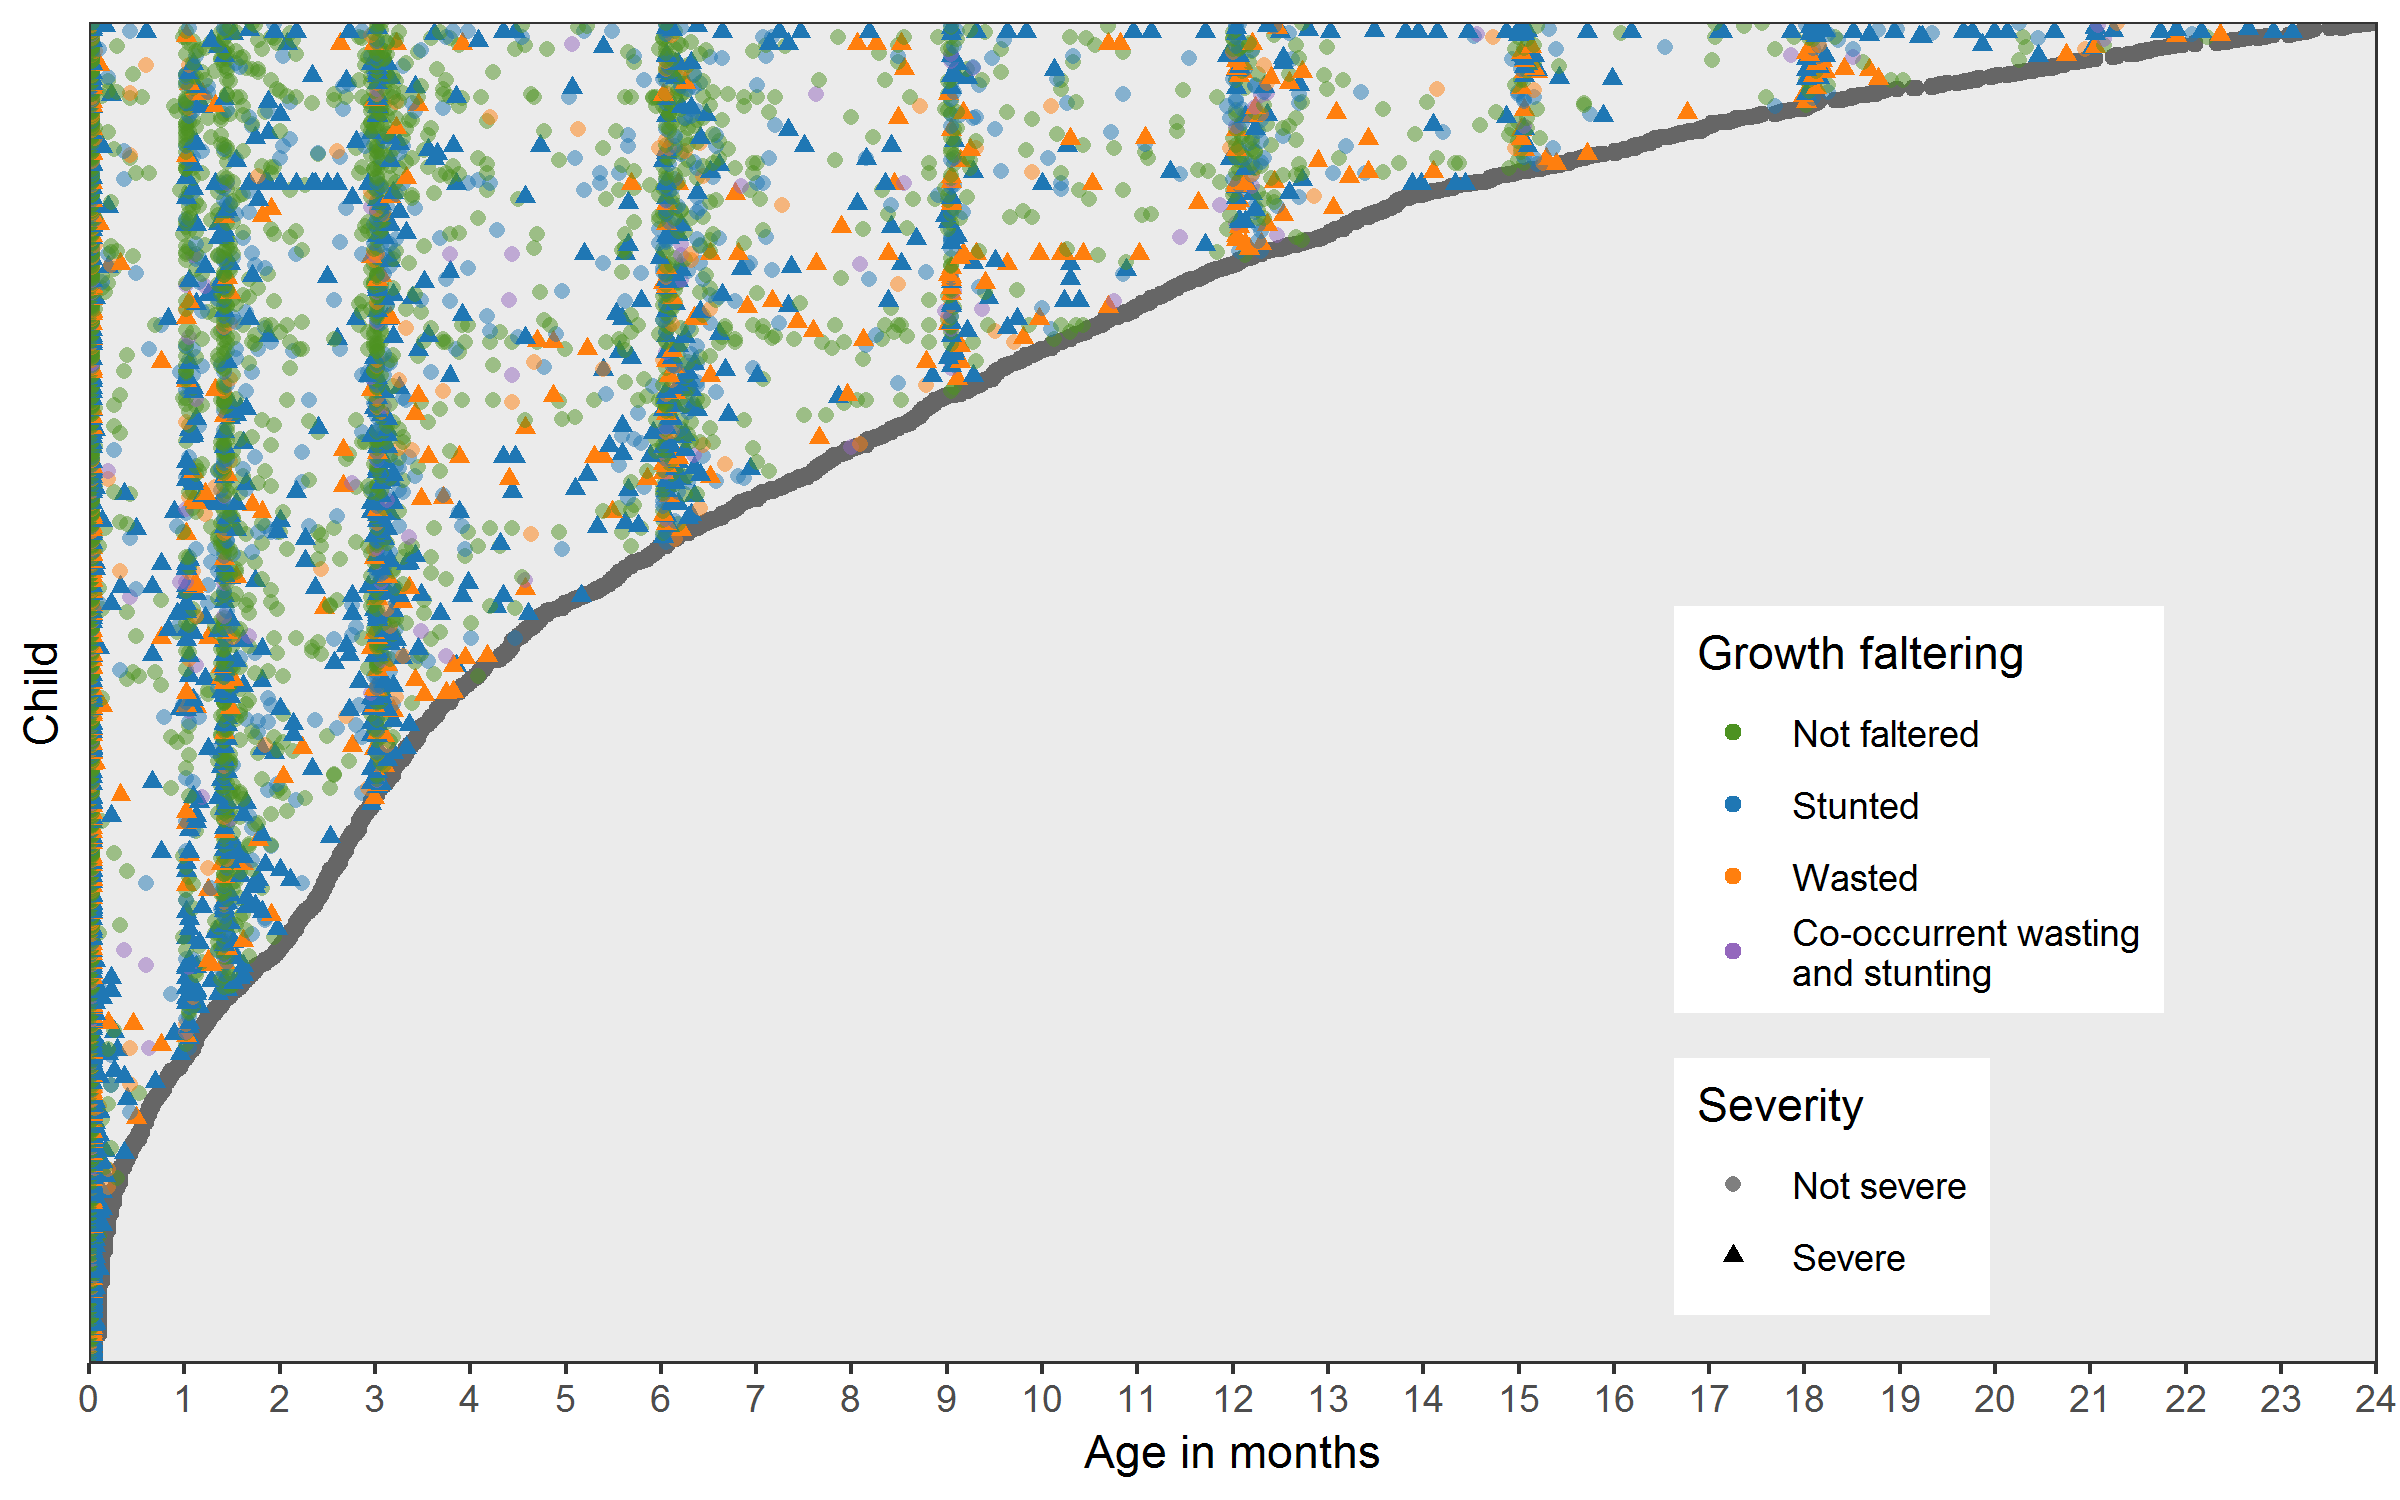 Child
Growth faltering
Not faltered
Stunted
Wasted
Co-occurrent wasting
and stunting
Severity
Not severe
Severe
0 1 2 3 4 5 6 7 8 9 10 11 12 13 14 15 16 17 18 19 20 21 22 23 24
Age in months